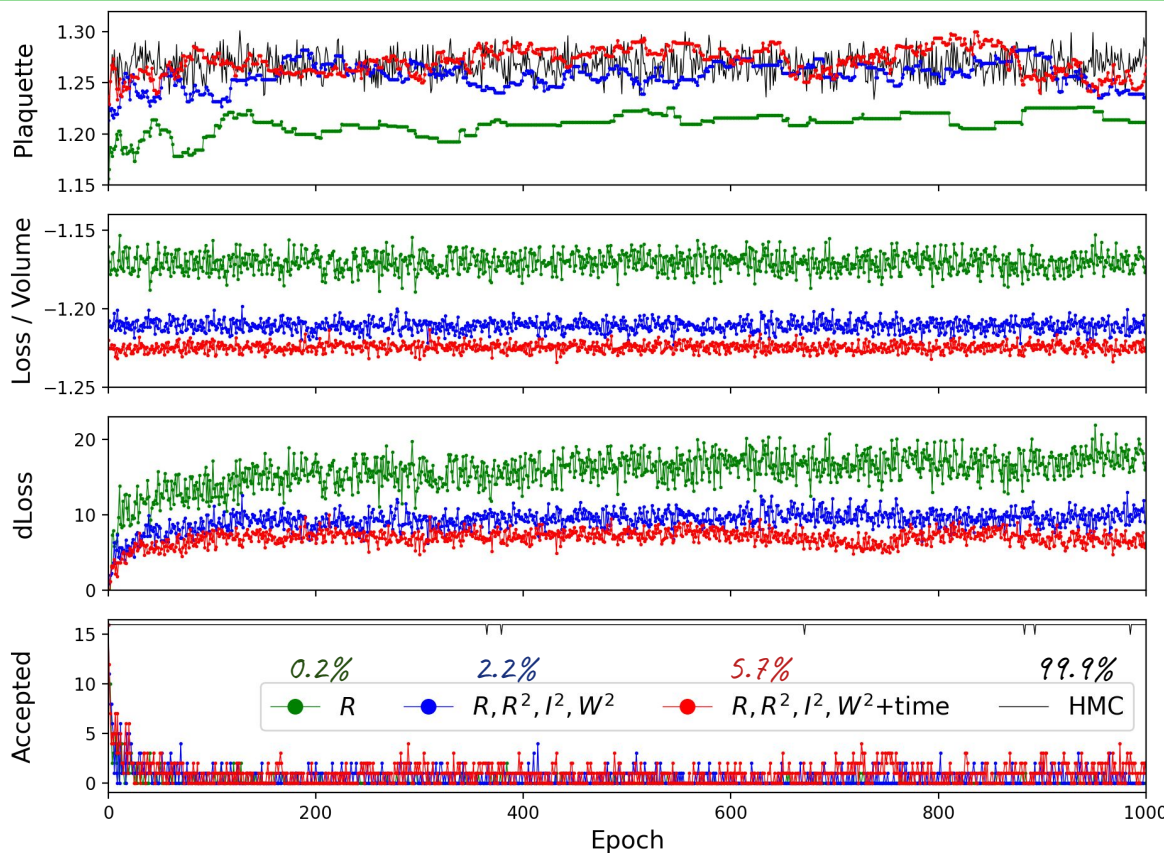 Plaquette
1.30
1.25
1.20
1.15
Loss / Volume
−1.15
−1.20
−1.25
dLoss
20
10
0
Accepted
15
10
5
0
0.2% 2.2% 5.7% 99.9%
R R, R², I², W² R, R², I², W²+time HMC
0 200 400 600 800 1000
Epoch